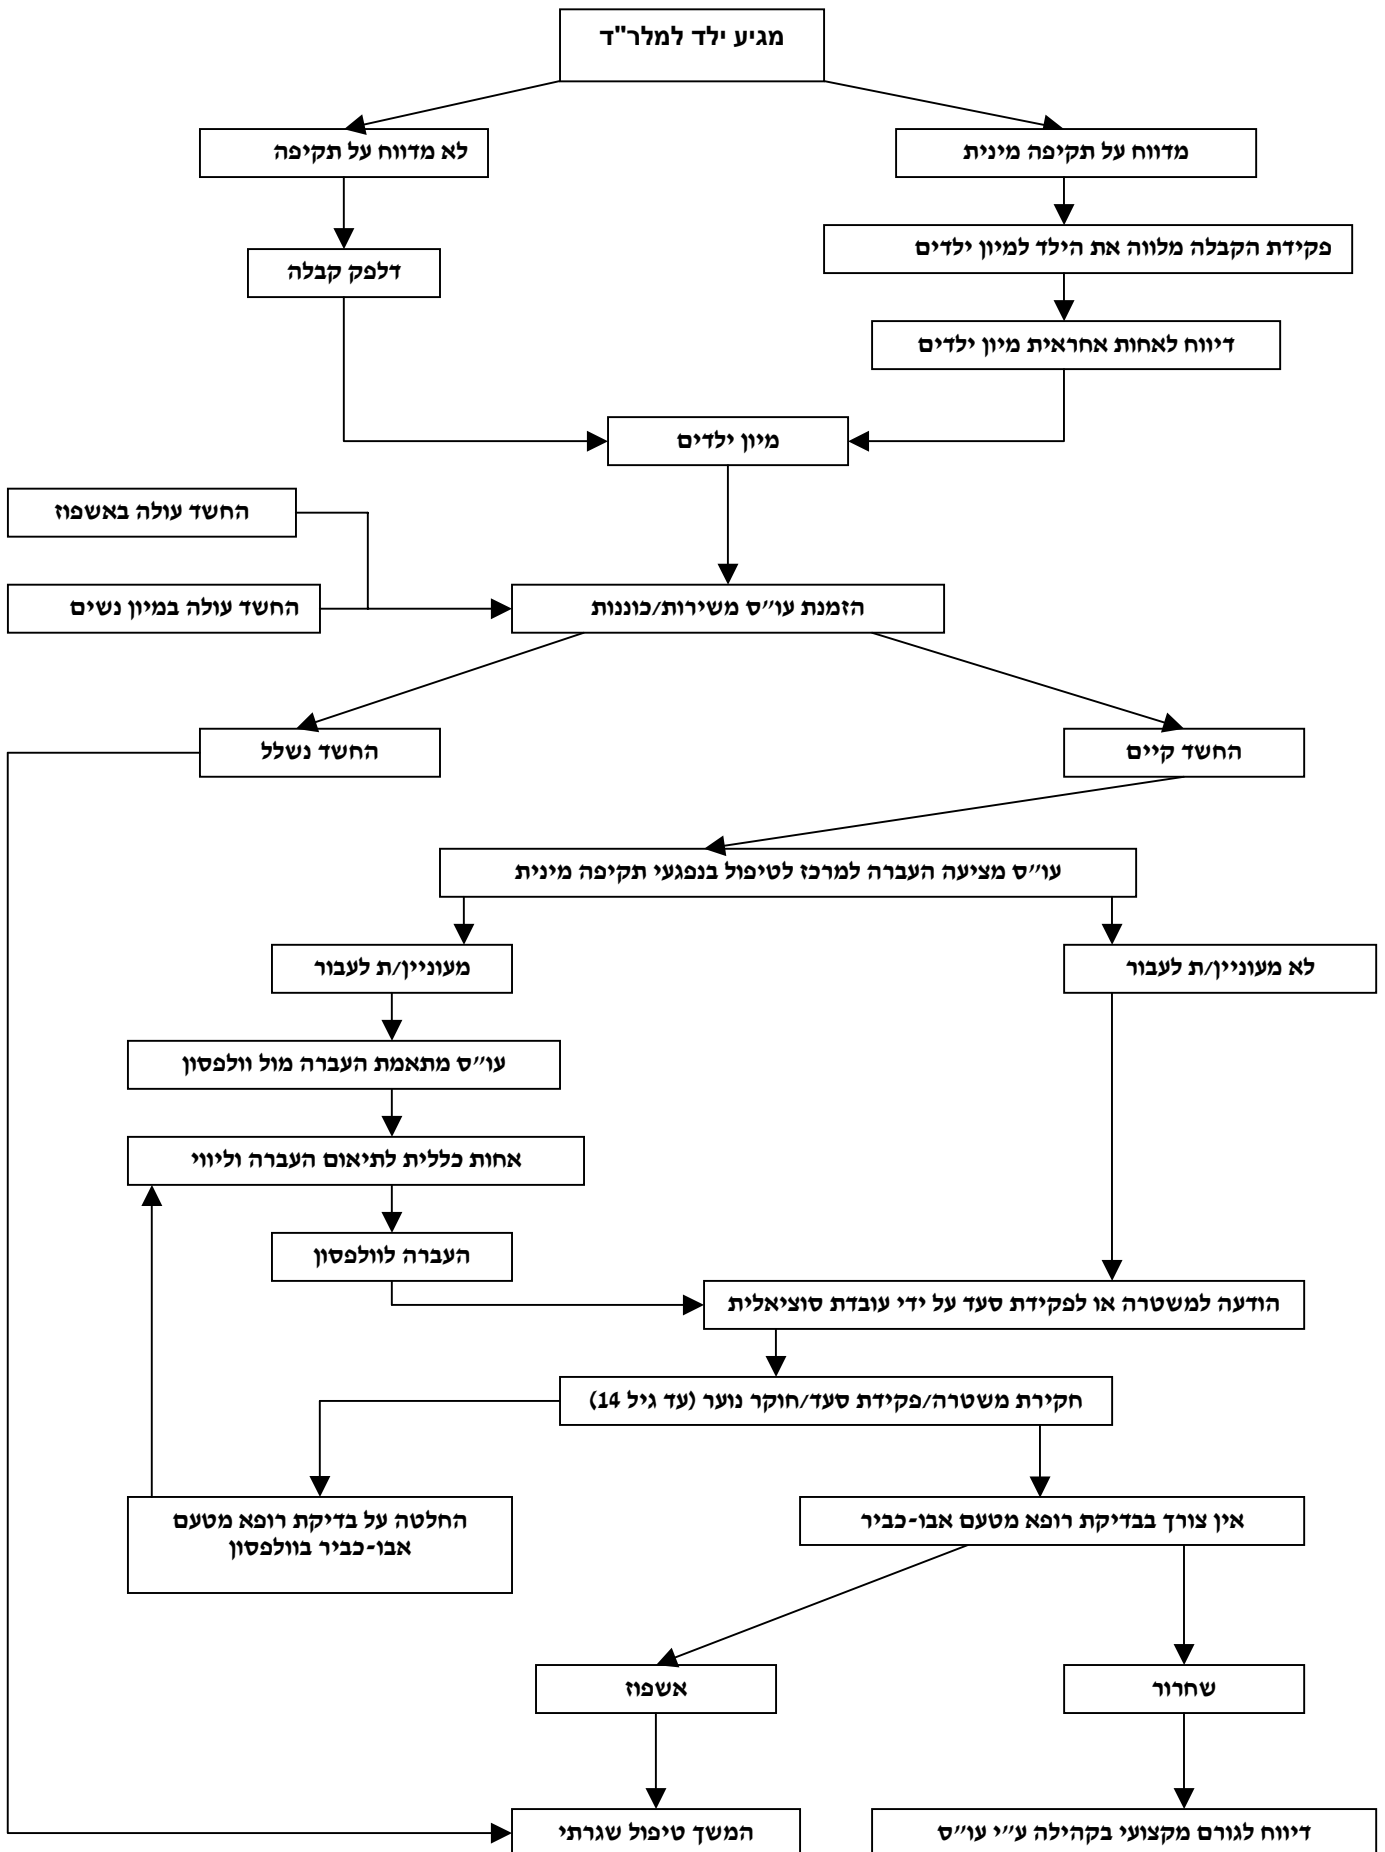 מגיע ילד למלר"ד
מדווח על תקיפה מינית
לא מדווח על תקיפה
פקידת הקבלה מלווה את הילד למיון ילדים
דלפק קבלה
דיווח לאחות אחראית מיון ילדים
מיון ילדים
החשד עולה באשפוז
הזמנת עו״ס משירות/כוננות
החשד עולה במיון נשים
החשד קיים
החשד נשלל
עו״ס מציעה העברה למרכז לטיפול בנפגעי תקיפה מינית
לא מעוניין/ת לעבור
מעוניין/ת לעבור
עו״ס מתאמת העברה מול וולפסון
אחות כללית לתיאום העברה וליווי
העברה לוולפסון
הודעה למשטרה או לפקידת סעד על ידי עובדת סוציאלית
חקירת משטרה/פקידת סעד/חוקר נוער (עד גיל 14)
אין צורך בבדיקת רופא מטעם אבו-כביר
החלטה על בדיקת רופא מטעם
אבו-כביר בוולפסון
שחרור
אשפוז
דיווח לגורם מקצועי בקהילה ע״י עו״ס
המשך טיפול שגרתי